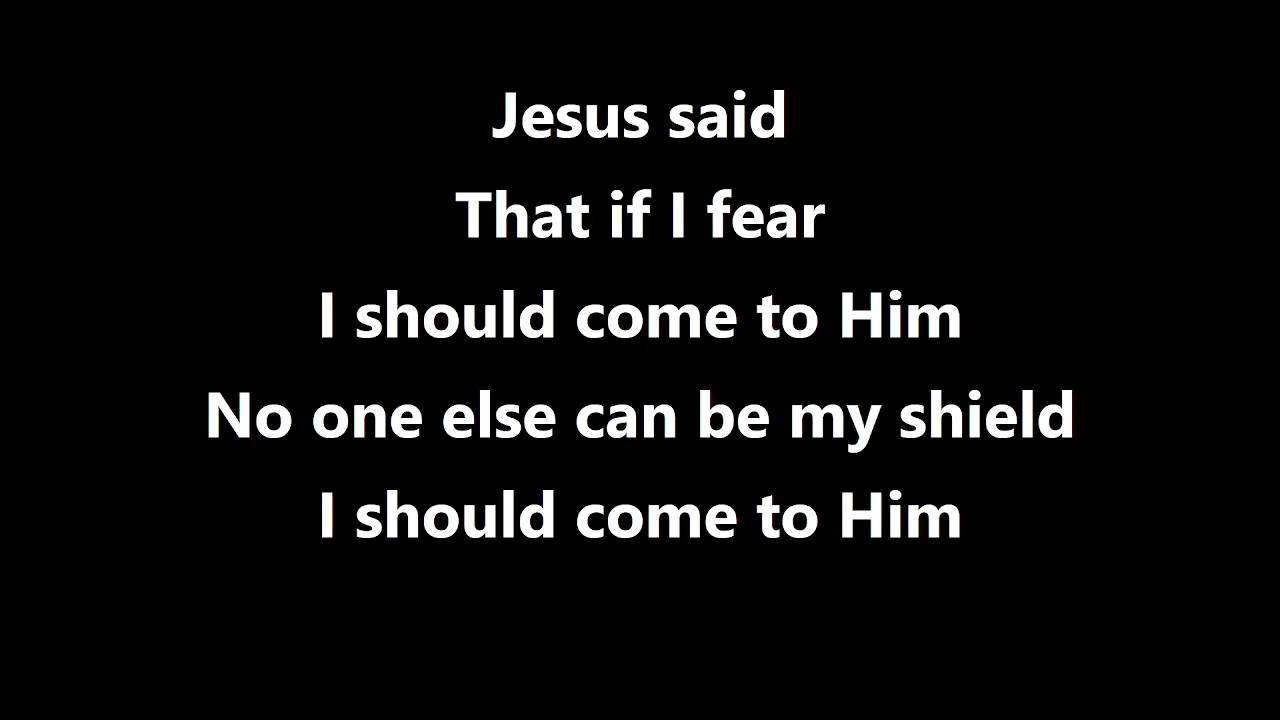 Jesus said
That if I fear
I should come to Him
No one else can be my shield
I should come to Him